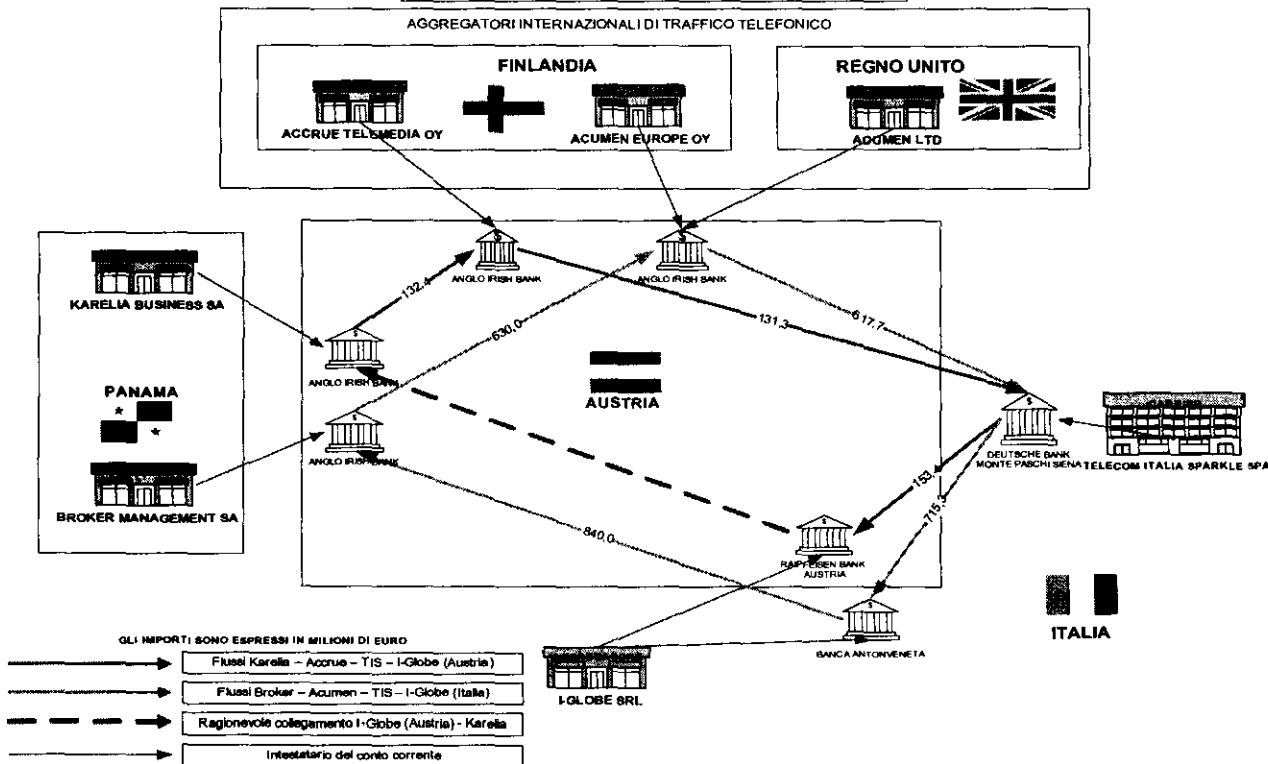 AGGREGATORI INTERNAZIONALI DI TRAFFICO TELEFONICO
FINLANDIA
REGNO UNITO
ACCRUE TELEMEDIA OY
ACUMEN EUROPE OY
ACUMEN LTD
KARELIA BUSINESS SA
PANAMA
BROKER MANAGEMENT SA
ANGLO IRISH BANK
ANGLO IRISH BANK
132,4
630,0
131,3
617,7
ANGLO IRISH BANK
AUSTRIA
ANGLO IRISH BANK
DEUTSCHE BANK
MONTE PASCHI SIENA
TELECOM ITALIA SPARKLE SPA
153
715,3
840,0
RAIFFEISEN BANK
AUSTRIA
ITALIA
BANCA ANTONVENETA
I-GLOBE SRL
GLI IMPORTI SONO ESPRESSI IN MILIONI DI EURO
Flussi Karelia – Accrue – TIS – I-Globe (Austria)
Flussi Broker – Acumen – TIS – I-Globe (Italia)
Ragionevole collegamento I-Globe (Austria) - Karelia
Intestatario del conto corrente